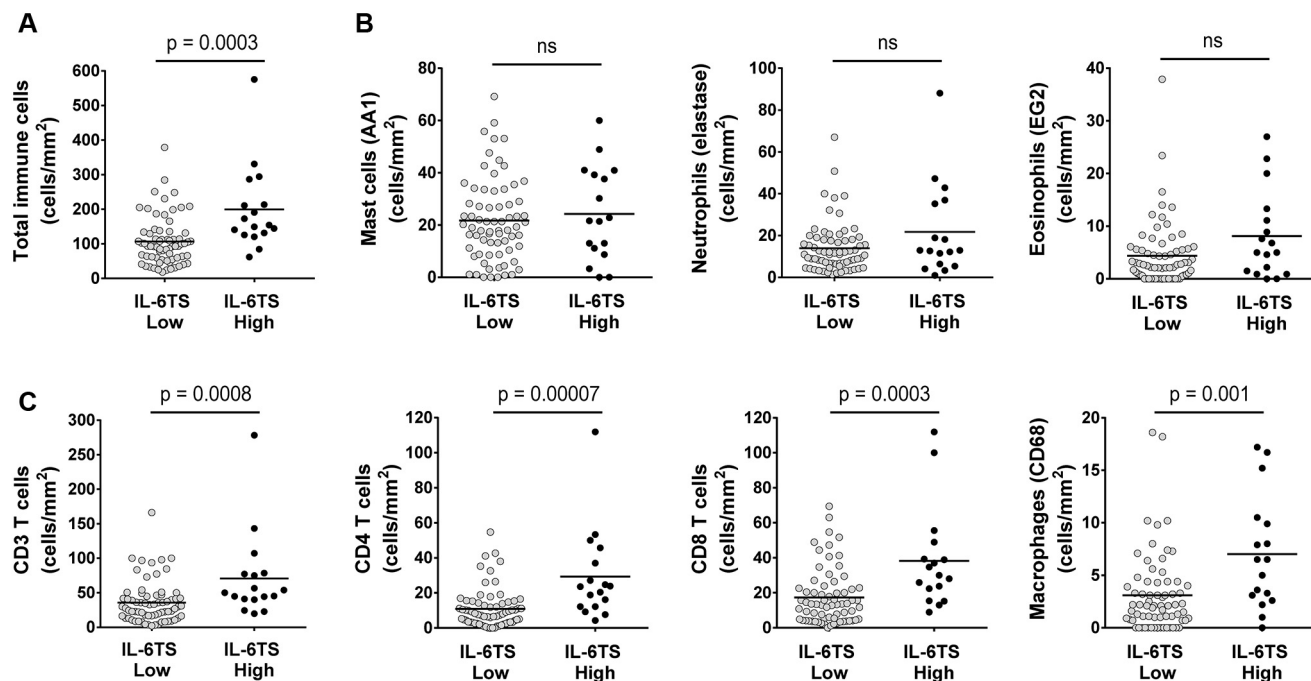 A
p = 0.0003
Total immune cells
(cells/mm²)
600
500
400
300
200
100
0
IL-6TS
Low
IL-6TS
High
B
ns
Mast cells (AA1)
(cells/mm²)
80
60
40
20
0
IL-6TS
Low
IL-6TS
High
ns
Neutrophils (elastase)
(cells/mm²)
100
80
60
40
20
0
IL-6TS
Low
IL-6TS
High
ns
Eosinophils (EG2)
(cells/mm²)
40
30
20
10
0
IL-6TS
Low
IL-6TS
High
C
p = 0.0008
CD3 T cells
(cells/mm²)
300
250
200
150
100
50
0
IL-6TS
Low
IL-6TS
High
p = 0.00007
CD4 T cells
(cells/mm²)
120
100
80
60
40
20
0
IL-6TS
Low
IL-6TS
High
p = 0.0003
CD8 T cells
(cells/mm²)
120
100
80
60
40
20
0
IL-6TS
Low
IL-6TS
High
p = 0.001
Macrophages (CD68)
(cells/mm²)
20
15
10
5
0
IL-6TS
Low
IL-6TS
High